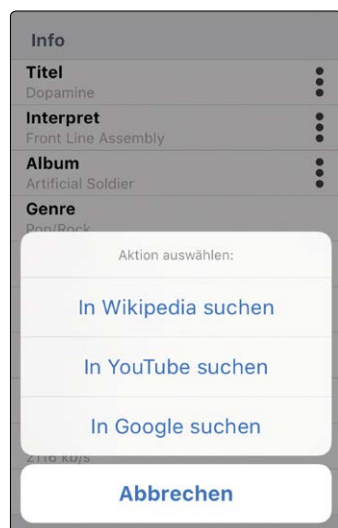 Info
Titel
Dopamine
Interpret
Front Line Assembly
Album
Artificial Soldier
Genre
Pop/Rock
Aktion auswählen:
In Wikipedia suchen
In YouTube suchen
In Google suchen
2116 kb/s
Abbrechen